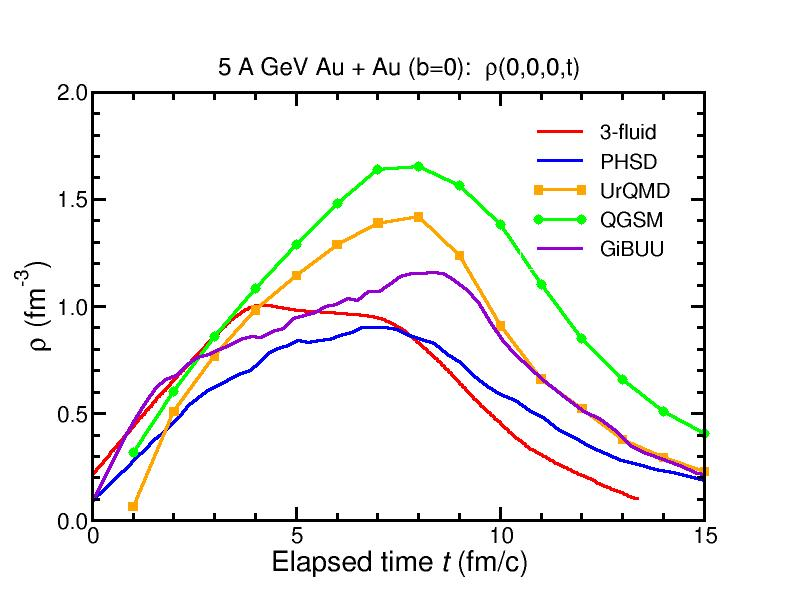 5 A GeV Au + Au (b=0): ρ(0,0,0,t)
2.0
1.5
1.0
0.5
0.0
ρ (fm⁻³)
3-fluid
PHSD
UrQMD
QGSM
GiBUU
0 5 10 15
Elapsed time t (fm/c)